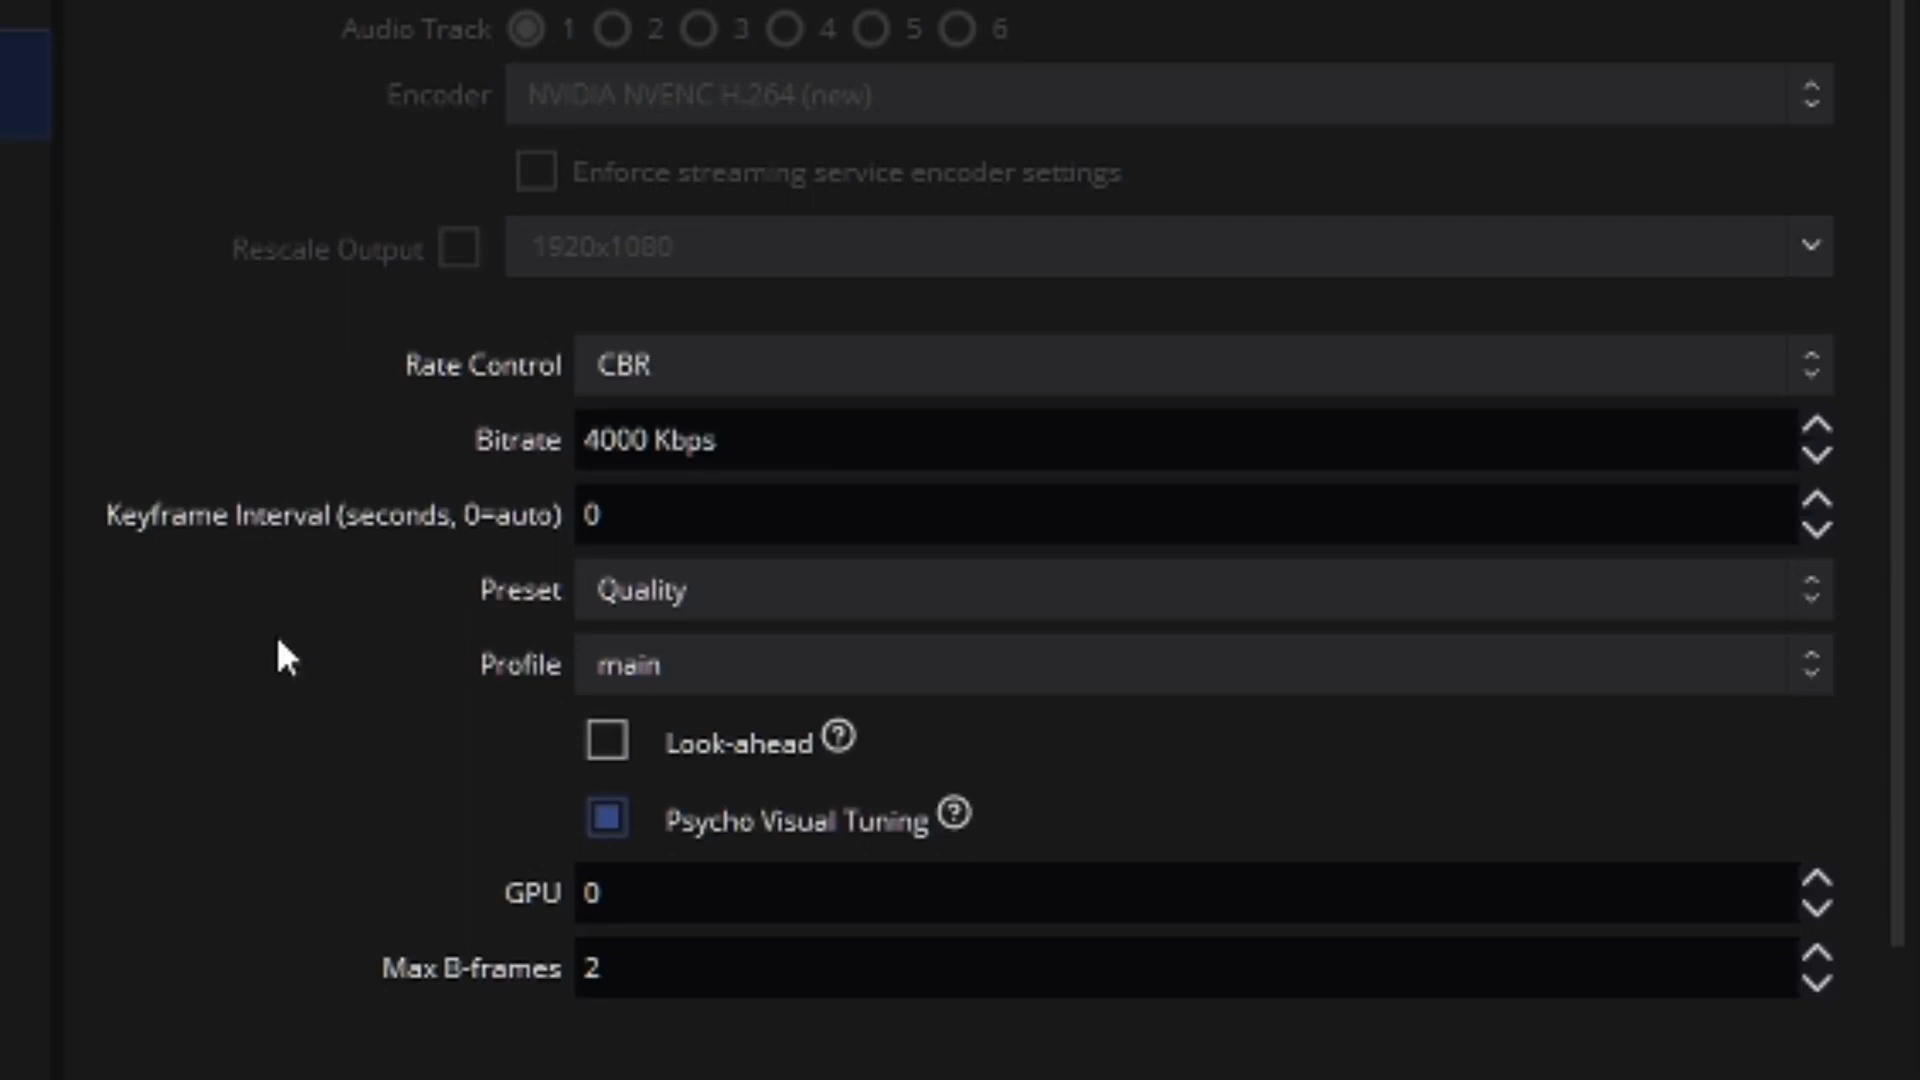 Audio Track 1 2 3 4 5 6
Encoder NVIDIA NVENC H.264 (new)
Enforce streaming service encoder settings
Rescale Output 1920x1080
Rate Control CBR
Bitrate 4000 Kbps
Keyframe Interval (seconds, 0=auto) 0
Preset Quality
Profile main
Look-ahead ?
Psycho Visual Tuning ?
GPU 0
Max B-frames 2